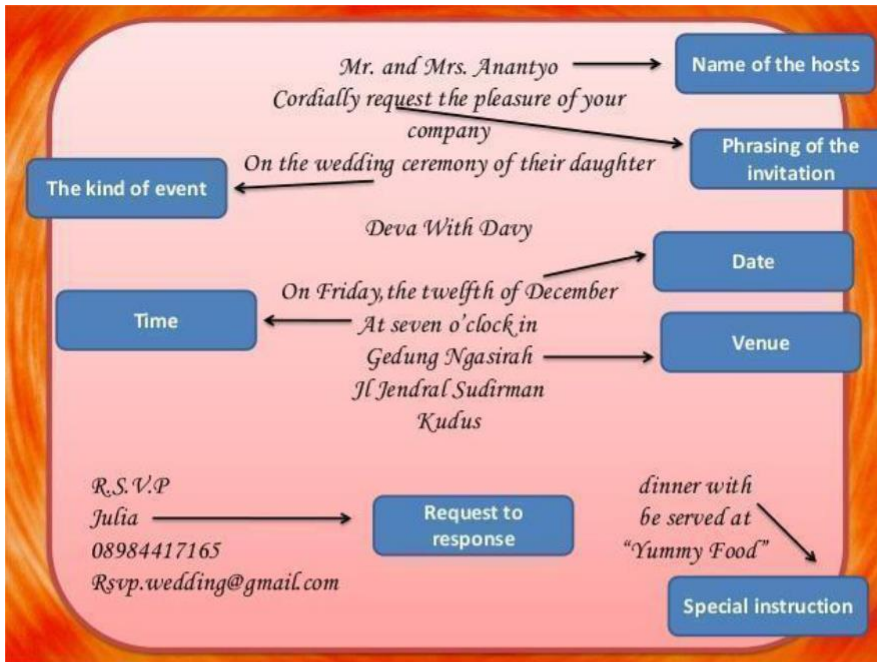 Mr. and Mrs. Anantyo
Name of the hosts
Cordially request the pleasure of your
company
Phrasing of the
invitation
On the wedding ceremony of their daughter
The kind of event
Deva With Davy
Date
On Friday,the twelfth of December
Time
At seven o'clock in
Venue
Gedung Ngasirah
Jl Jendral Sudirman
Kudus
R.S.V.P
Julia
08984417165
Rsvp.wedding@gmail.com
Request to
response
dinner with
be served at
"Yummy Food"
Special instruction